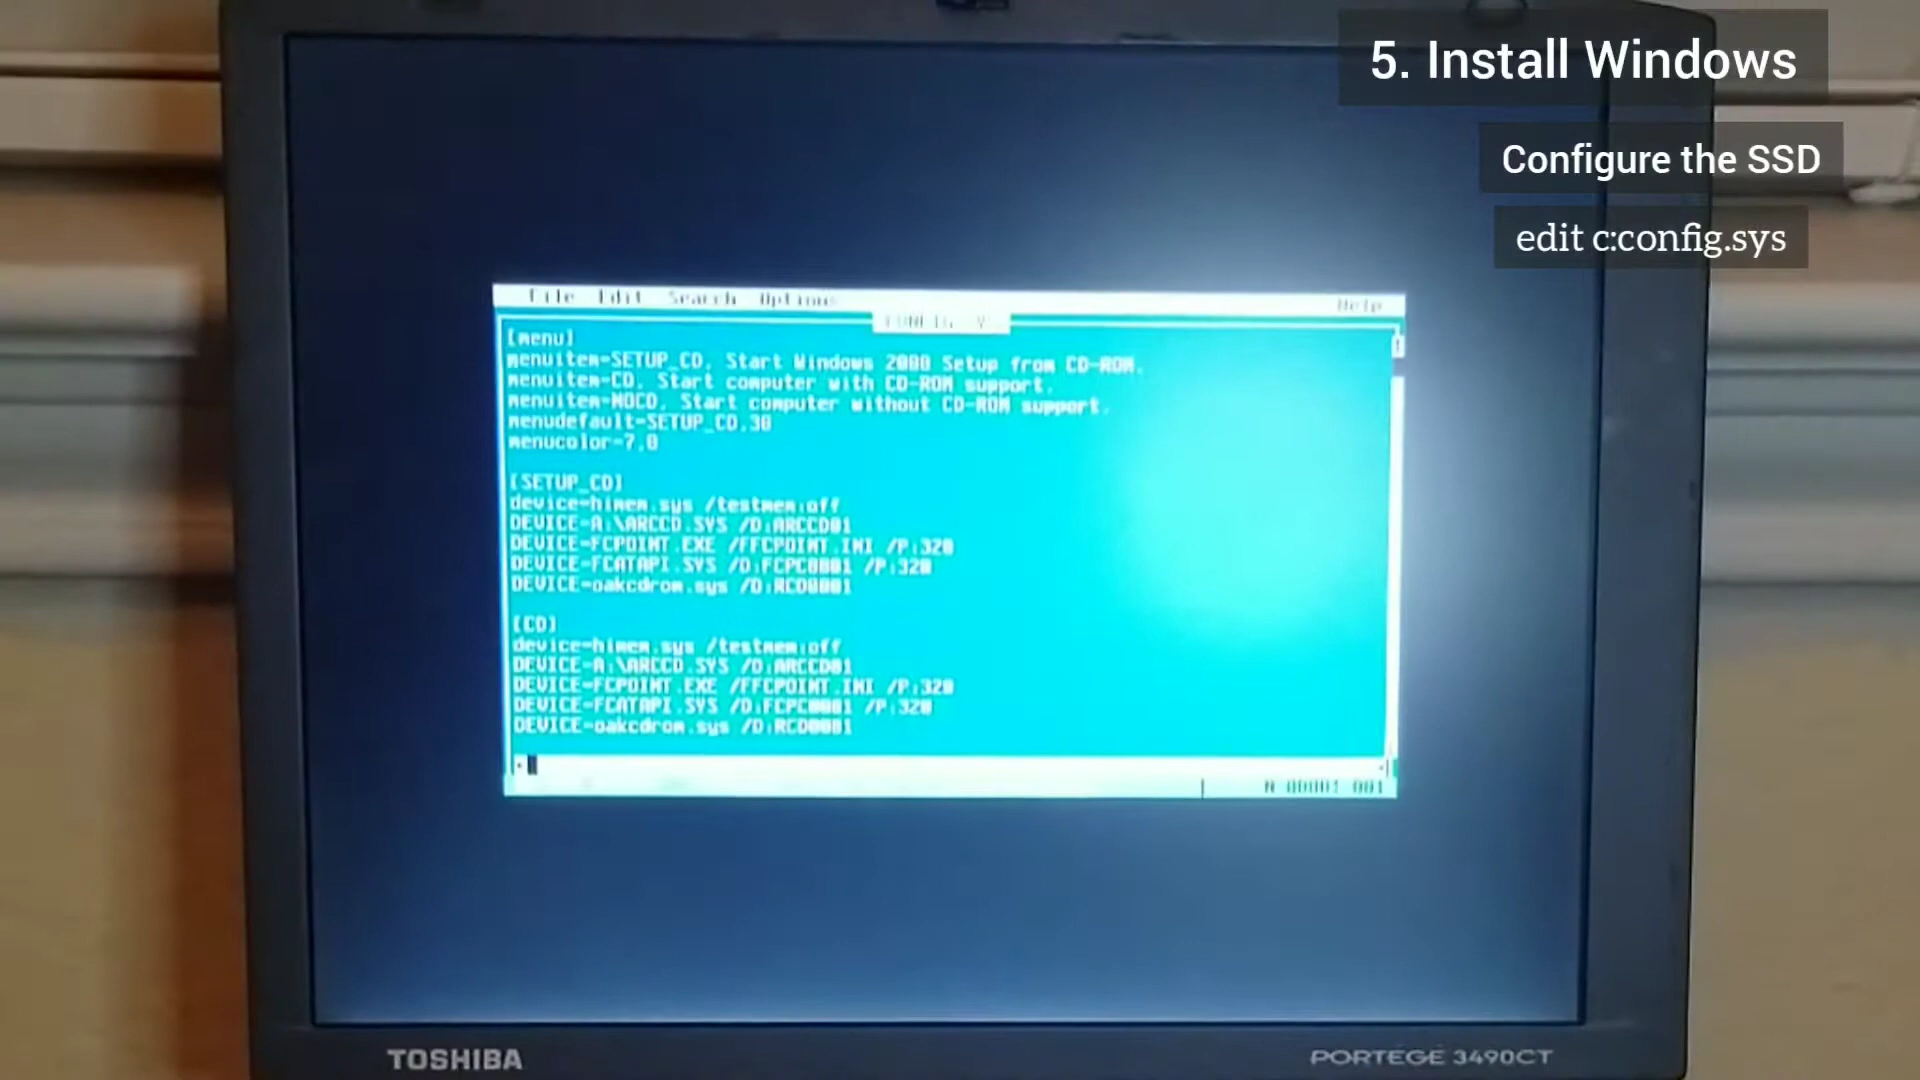 5. Install Windows
Configure the SSD
edit c:config.sys
File Edit Search Options Help
[menu]
menuitem=SETUP_CD, Start Windows 2000 Setup from CD-ROM.
menuitem=CD, Start computer with CD-ROM support.
menuitem=NOCD, Start computer without CD-ROM support.
menudefault=SETUP_CD,30
menucolor=7,0
[SETUP_CD]
device=himem.sys /testmem:off
DEVICE=A:\ARCCD.SYS /D:ARCCD01
DEVICE=FCPOINT.EXE /FFCPOINT.INI /P:320
DEVICE=FCATAPI.SYS /D:FCPC0001 /P:320
DEVICE=oakcdrom.sys /D:RCD0001
[CD]
device=himem.sys /testmem:off
DEVICE=A:\ARCCD.SYS /D:ARCCD01
DEVICE=FCPOINT.EXE /FFCPOINT.INI /P:320
DEVICE=FCATAPI.SYS /D:FCPC0001 /P:320
DEVICE=oakcdrom.sys /D:RCD0001
TOSHIBA
PORTÉGÉ 3490CT